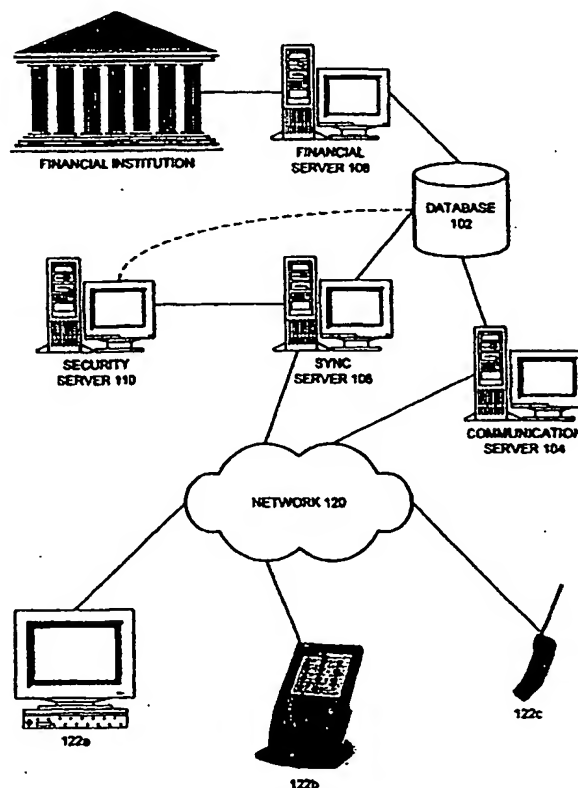 FINANCIAL INSTITUTION
FINANCIAL
SERVER 108
DATABASE
102
SECURITY
SERVER 110
SYNC
SERVER 106
COMMUNICATION
SERVER 104
NETWORK 120
122a
122b
122c